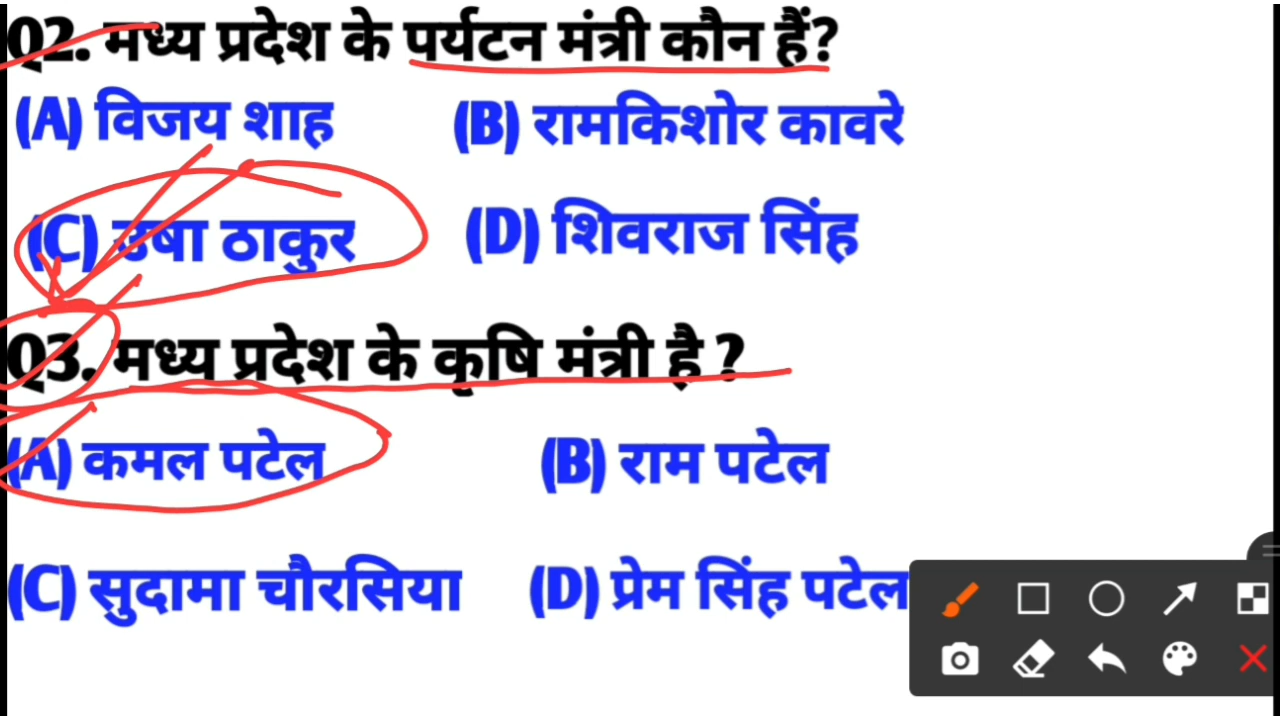 Q2. मध्य प्रदेश के पर्यटन मंत्री कौन हैं?
(A) विजय शाह (B) रामकिशोर कावरे
(C) उषा ठाकुर (D) शिवराज सिंह
Q3. मध्य प्रदेश के कृषि मंत्री है ?
(A) कमल पटेल (B) राम पटेल
(C) सुदामा चौरसिया (D) प्रेम सिंह पटेल